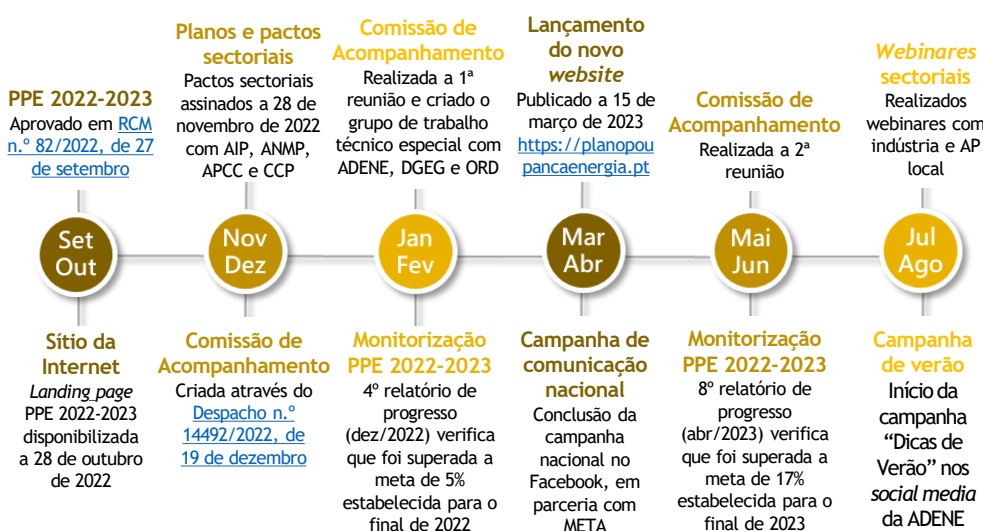 PPE 2022-2023
Aprovado em RCM
n.º 82/2022, de 27
de setembro
Planos e pactos
sectoriais
Pactos sectoriais
assinados a 28 de
novembro de 2022
com AIP, ANMP,
APCC e CCP
Comissão de
Acompanhamento
Realizada a 1ª
reunião e criado o
grupo de trabalho
técnico especial com
ADENE, DGEG e ORD
Lançamento
do novo
website
Publicado a 15 de
março de 2023
https://planopou
pancaenergia.pt
Comissão de
Acompanhamento
Realizada a 2ª
reunião
Webinares
sectoriais
Realizados
webinares com
indústria e AP
local
Set
Out
Nov
Dez
Jan
Fev
Mar
Abr
Mai
Jun
Jul
Ago
Sítio da
Internet
Landing page
PPE 2022-2023
disponibilizada
a 28 de outubro
de 2022
Comissão de
Acompanhamento
Criada através do
Despacho n.º
14492/2022, de
19 de dezembro
Monitorização
PPE 2022-2023
4º relatório de
progresso
(dez/2022) verifica
que foi superada a
meta de 5%
estabelecida para o
final de 2022
Campanha de
comunicação
nacional
Conclusão da
campanha
nacional no
Facebook, em
parceria com
META
Monitorização
PPE 2022-2023
8º relatório de
progresso
(abr/2023) verifica
que foi superada a
meta de 17%
estabelecida para o
final de 2023
Campanha
de verão
Início da
campanha
“Dicas de
Verão” nos
social media
da ADENE